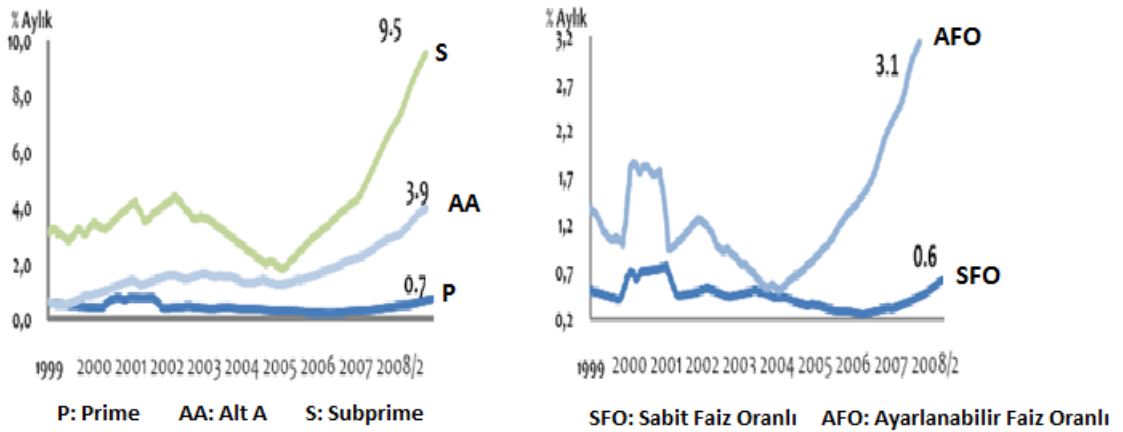 % Aylık
10,0
8,0
6,0
4,0
2,0
0,0
9.5
S
3.9
AA
0.7
P
1999 2000 2001 2002 2003 2004 2005 2006 2007 2008/2
P: Prime AA: Alt A S: Subprime
% Aylık
3,2
2,7
2,2
1,7
1,2
0,7
0,2
AFO
3.1
0.6
SFO
1999 2000 2001 2002 2003 2004 2005 2006 2007 2008/2
SFO: Sabit Faiz Oranlı AFO: Ayarlanabilir Faiz Oranlı